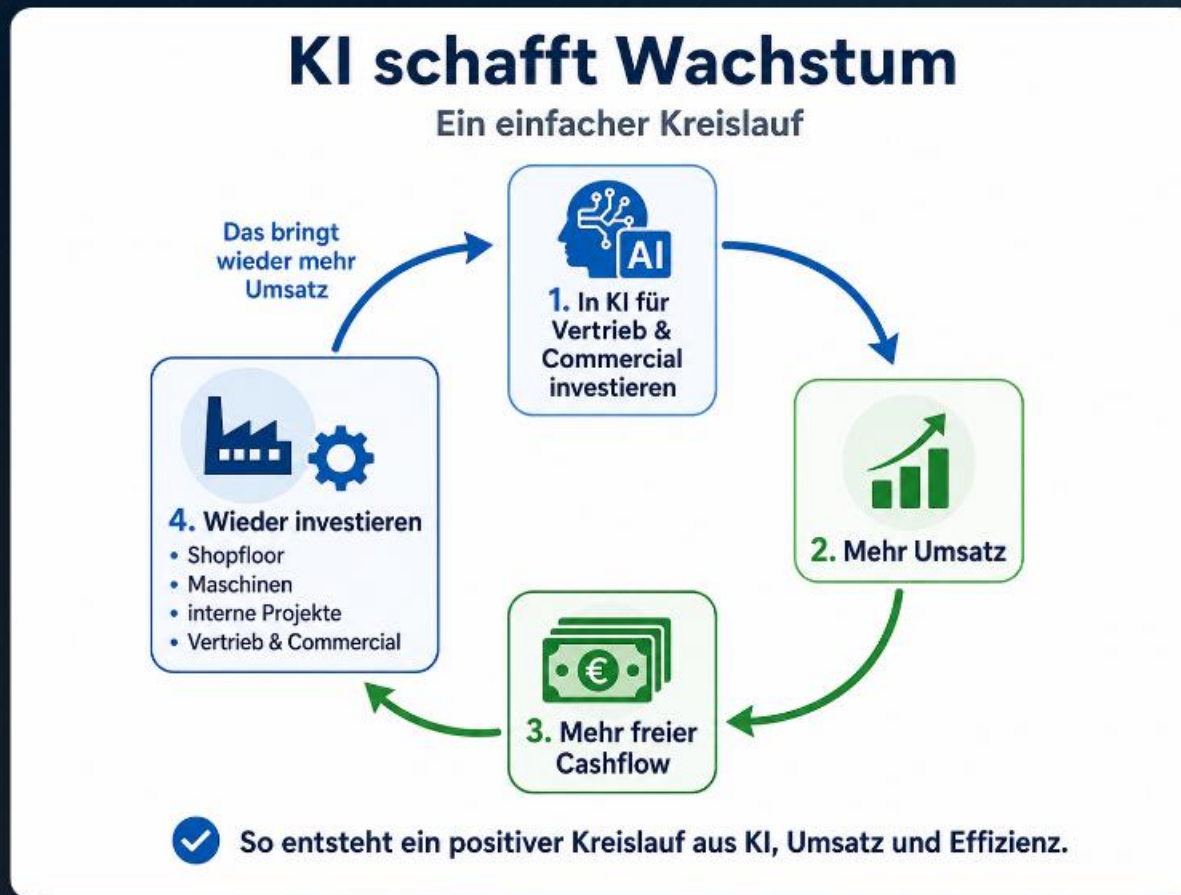 KI schafft Wachstum
Ein einfacher Kreislauf
Das bringt
wieder mehr
Umsatz
AI
1. In KI für
Vertrieb &
Commercial
investieren
2. Mehr Umsatz
€
3. Mehr freier
Cashflow
4. Wieder investieren
• Shopfloor
• Maschinen
• interne Projekte
• Vertrieb & Commercial
So entsteht ein positiver Kreislauf aus KI, Umsatz und Effizienz.